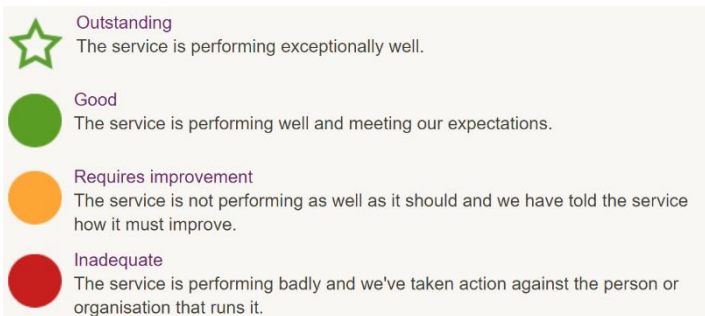 Outstanding
The service is performing exceptionally well.
Good
The service is performing well and meeting our expectations.
Requires improvement
The service is not performing as well as it should and we have told the service
how it must improve.
Inadequate
The service is performing badly and we've taken action against the person or
organisation that runs it.